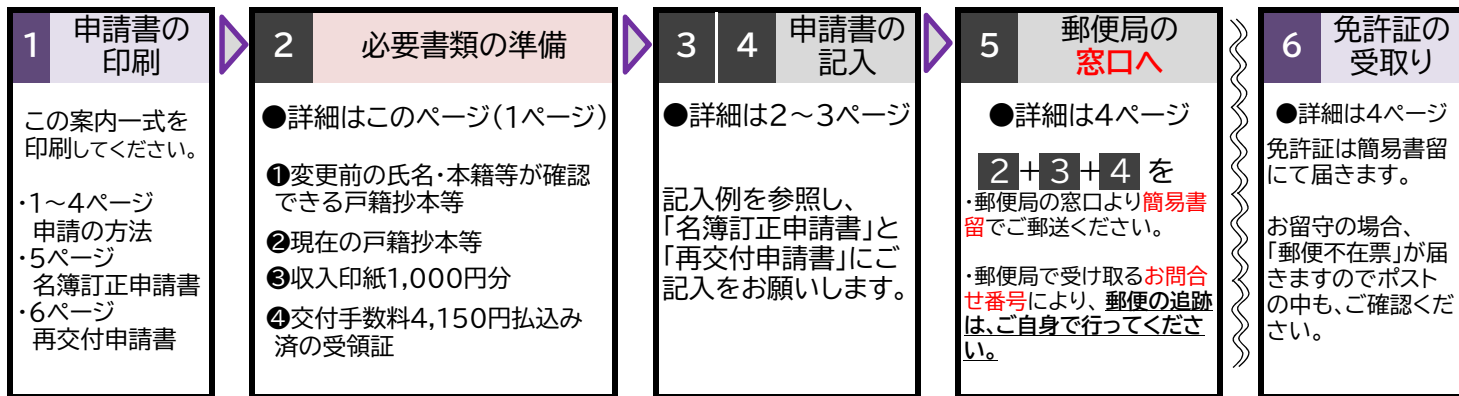 1
申請書の
印刷
この案内一式を
印刷してください。
・1～4ページ
申請の方法
・5ページ
名簿訂正申請書
・6ページ
再交付申請書
2
必要書類の準備
●詳細はこのページ(1ページ)
❶変更前の氏名・本籍等が確認
できる戸籍抄本等
❷現在の戸籍抄本等
❸収入印紙1,000円分
❹交付手数料4,150円払込み
済の受領証
3 4
申請書の
記入
●詳細は2～3ページ
記入例を参照し、
「名簿訂正申請書」と
「再交付申請書」にご
記入をお願いします。
5
郵便局の
窓口へ
●詳細は4ページ
2+3+4 を
・郵便局の窓口より簡易書
留でご郵送ください。
・郵便局で受け取るお問合
せ番号により、郵便の追跡
は、ご自身で行ってくださ
い。
6
免許証の
受取り
●詳細は4ページ
免許証は簡易書留
にて届きます。
お留守の場合、
「郵便不在票」が届
きますのでポスト
の中も、ご確認くだ
さい。